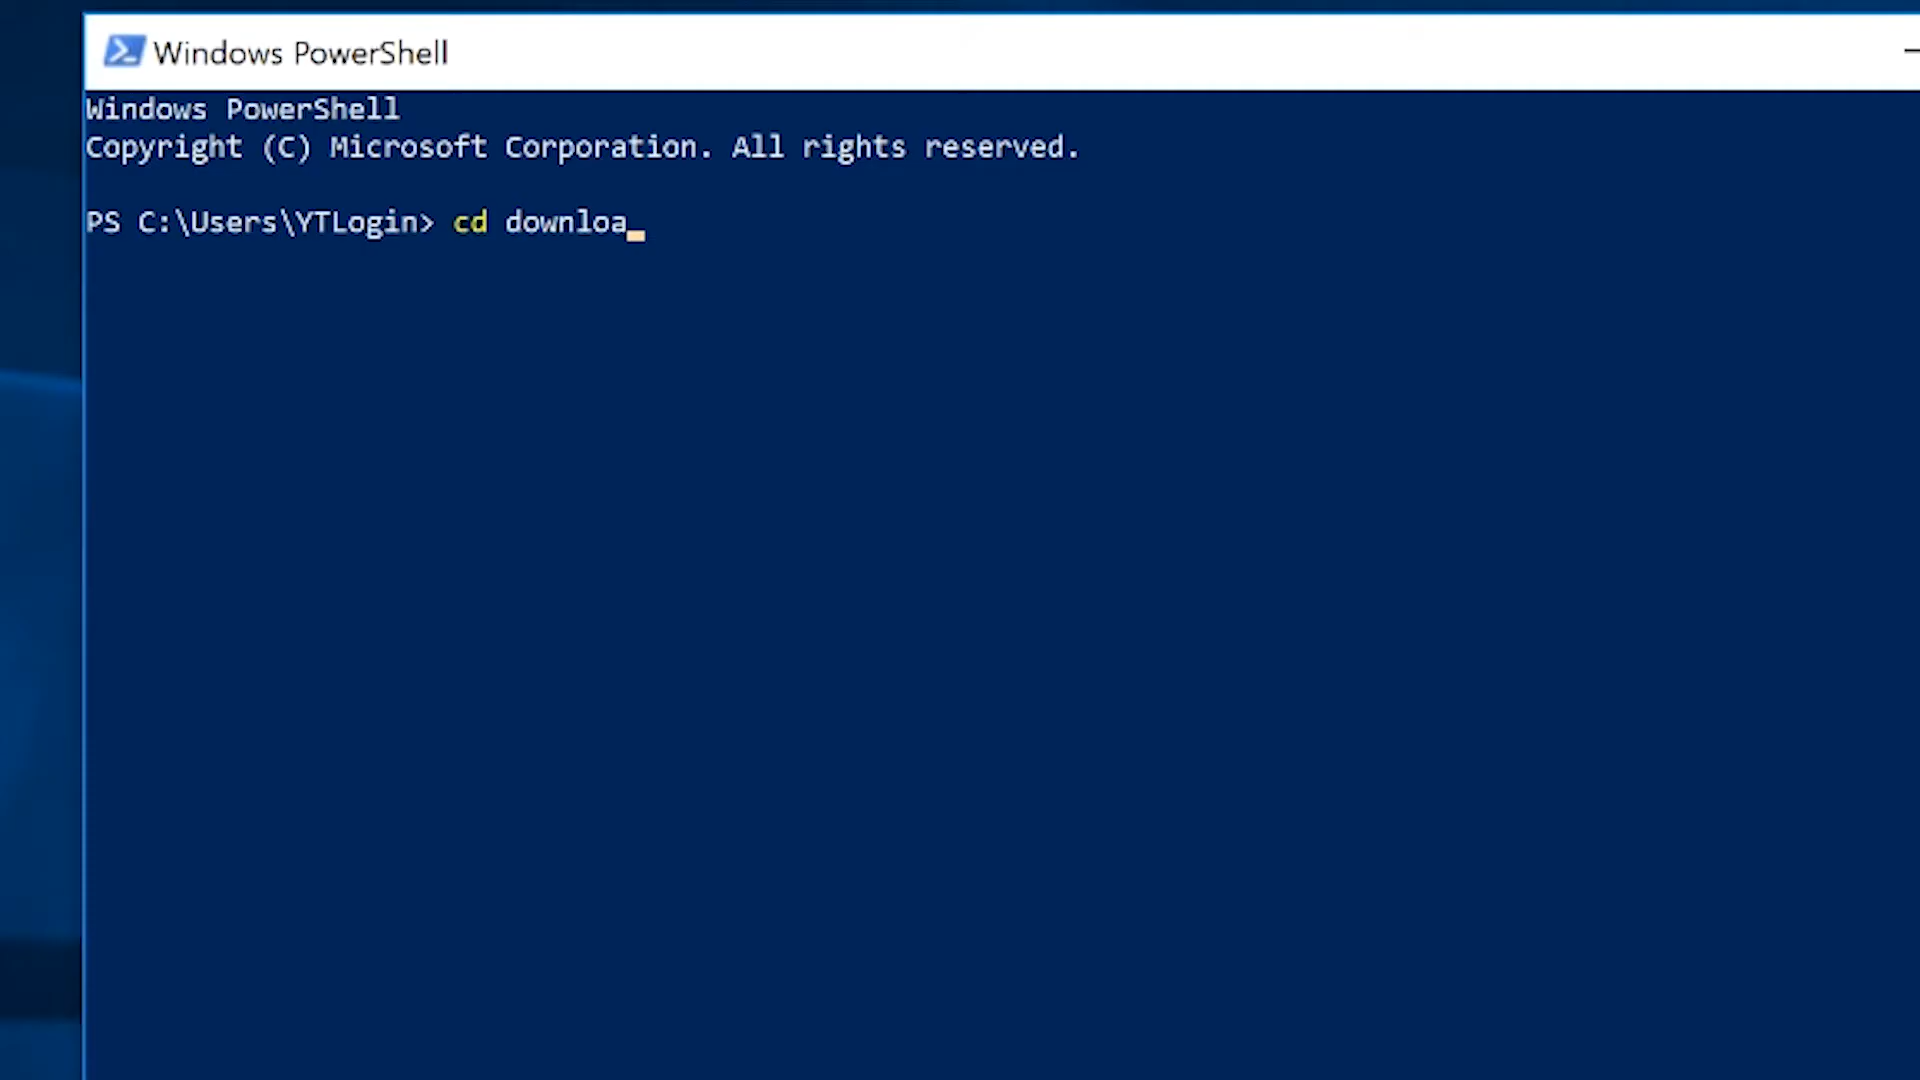 Windows PowerShell
Windows PowerShell
Copyright (C) Microsoft Corporation. All rights reserved.
PS C:\Users\YTLogin> cd downloa